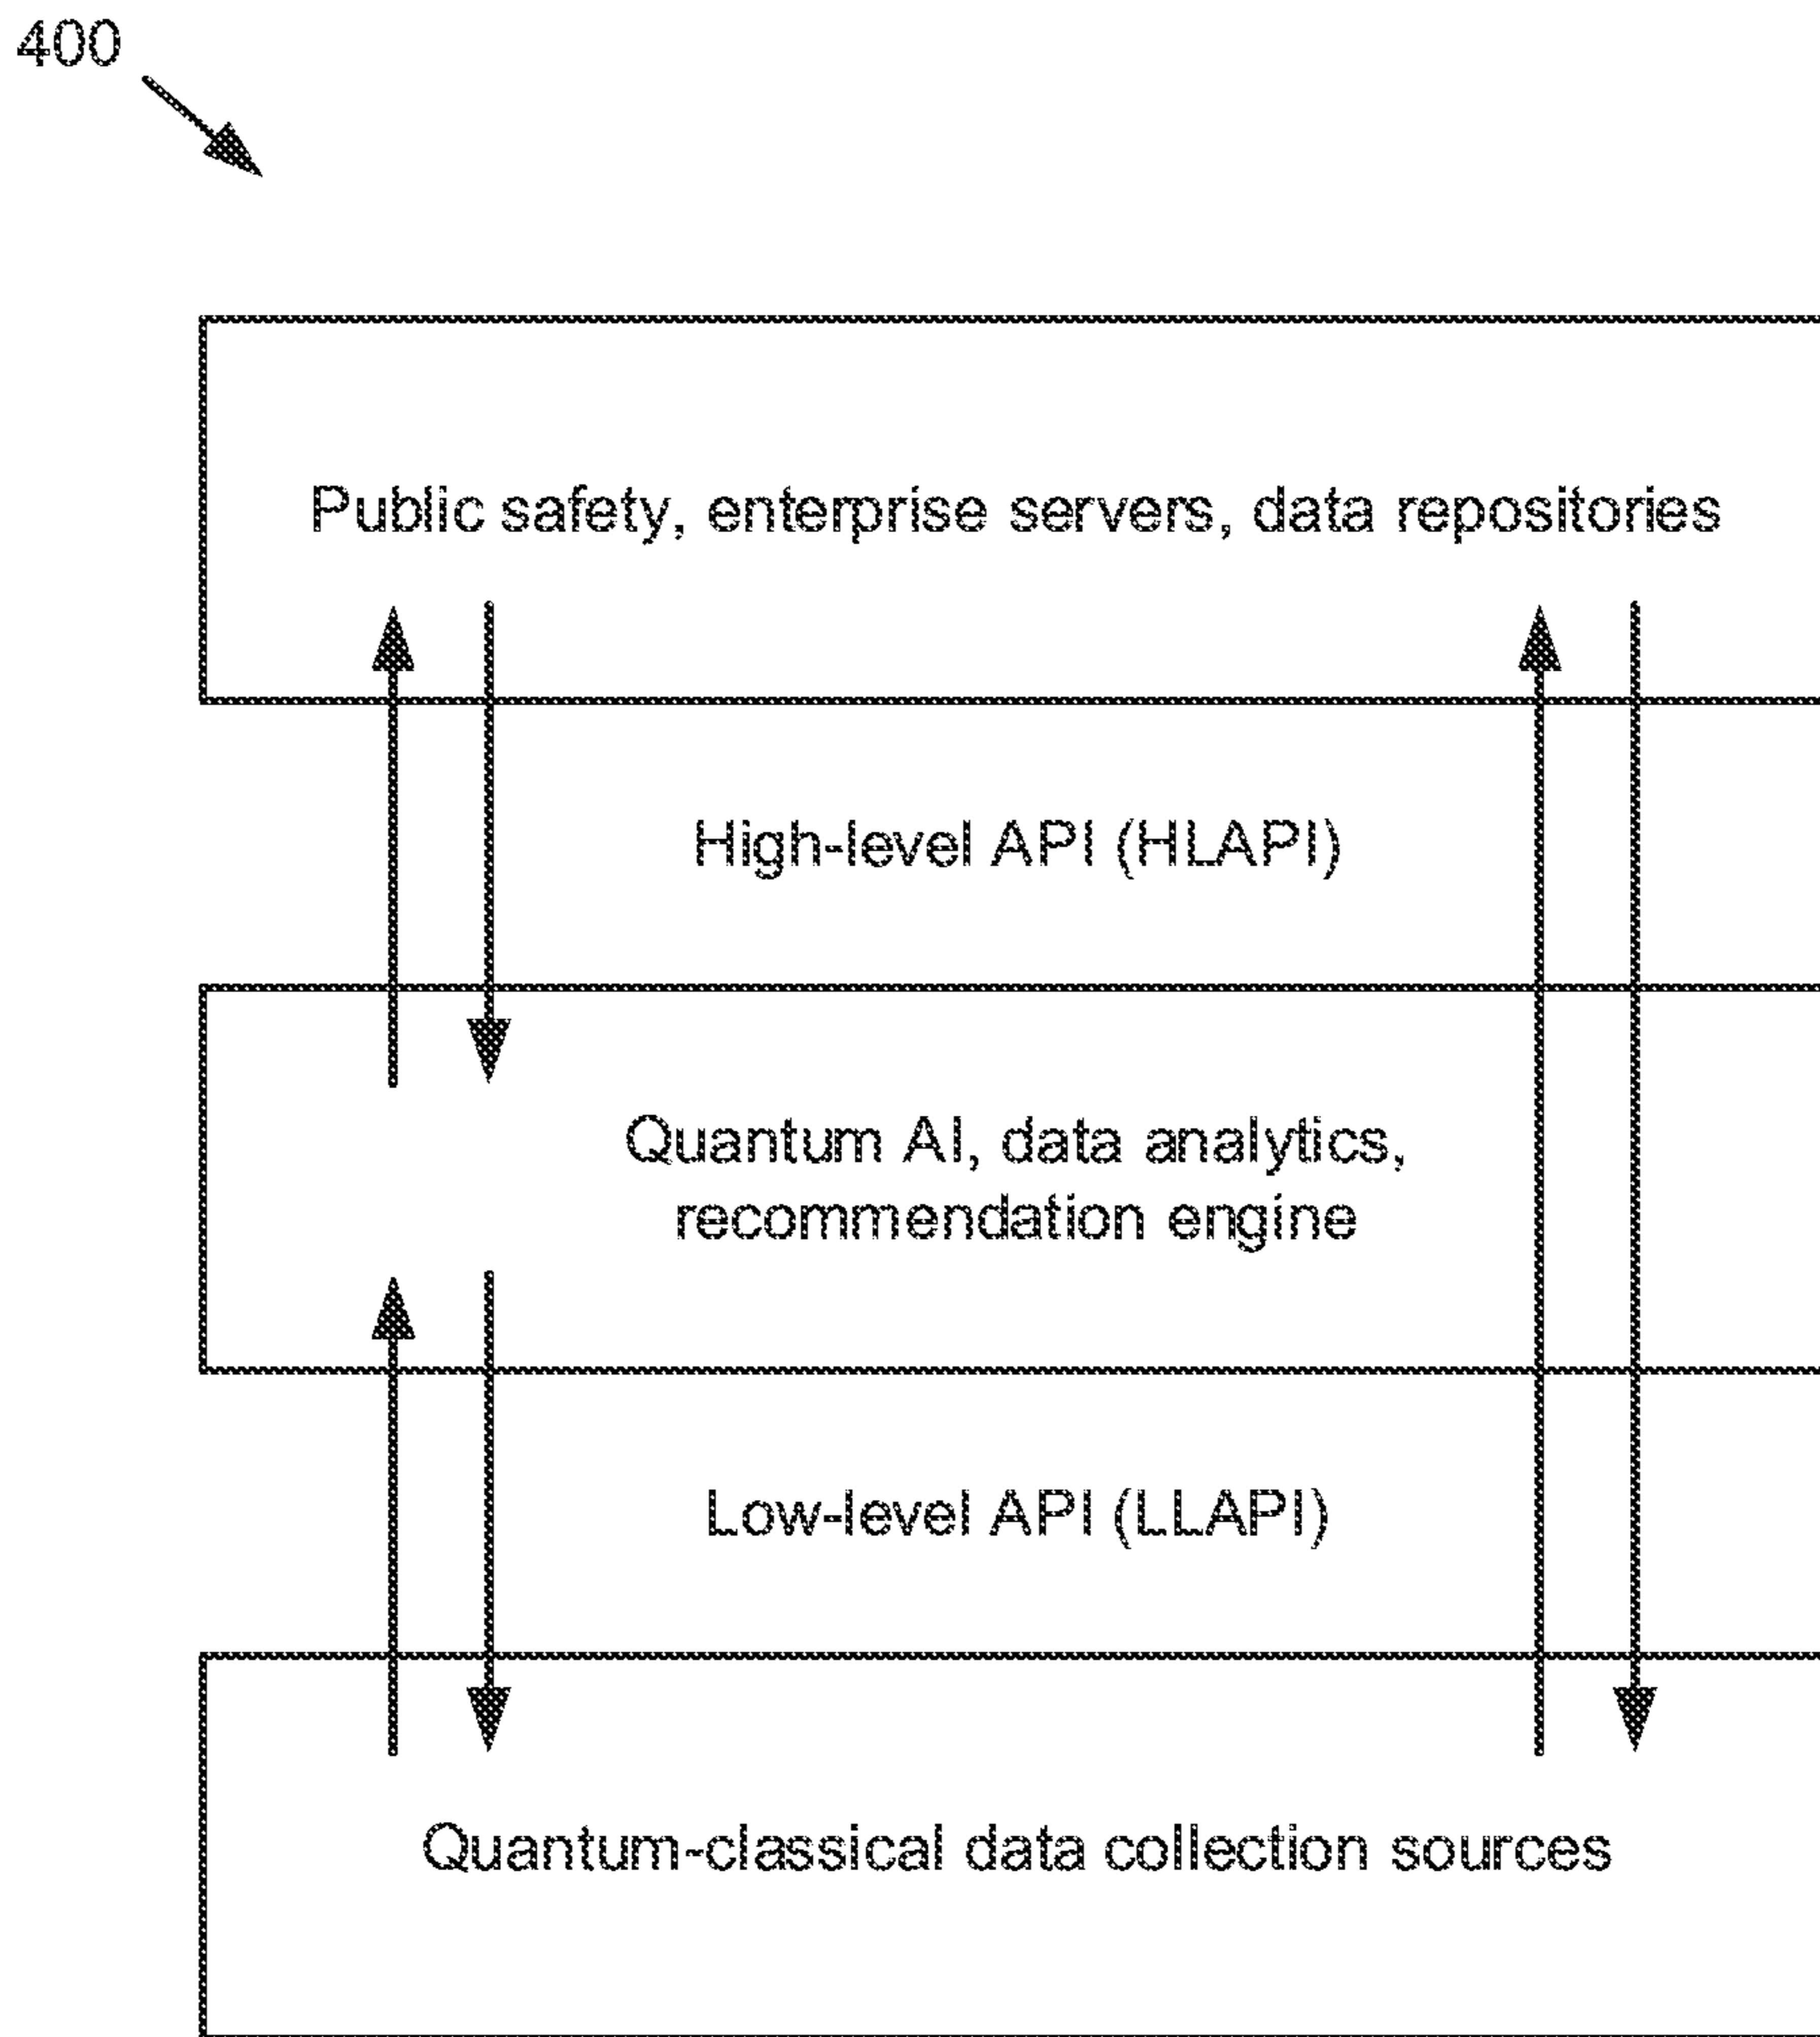 400
Public safety, enterprise servers, data repositories
High-level API (HLAPI)
Quantum AI, data analytics,
recommendation engine
Low-level API (LLAPI)
Quantum-classical data collection sources